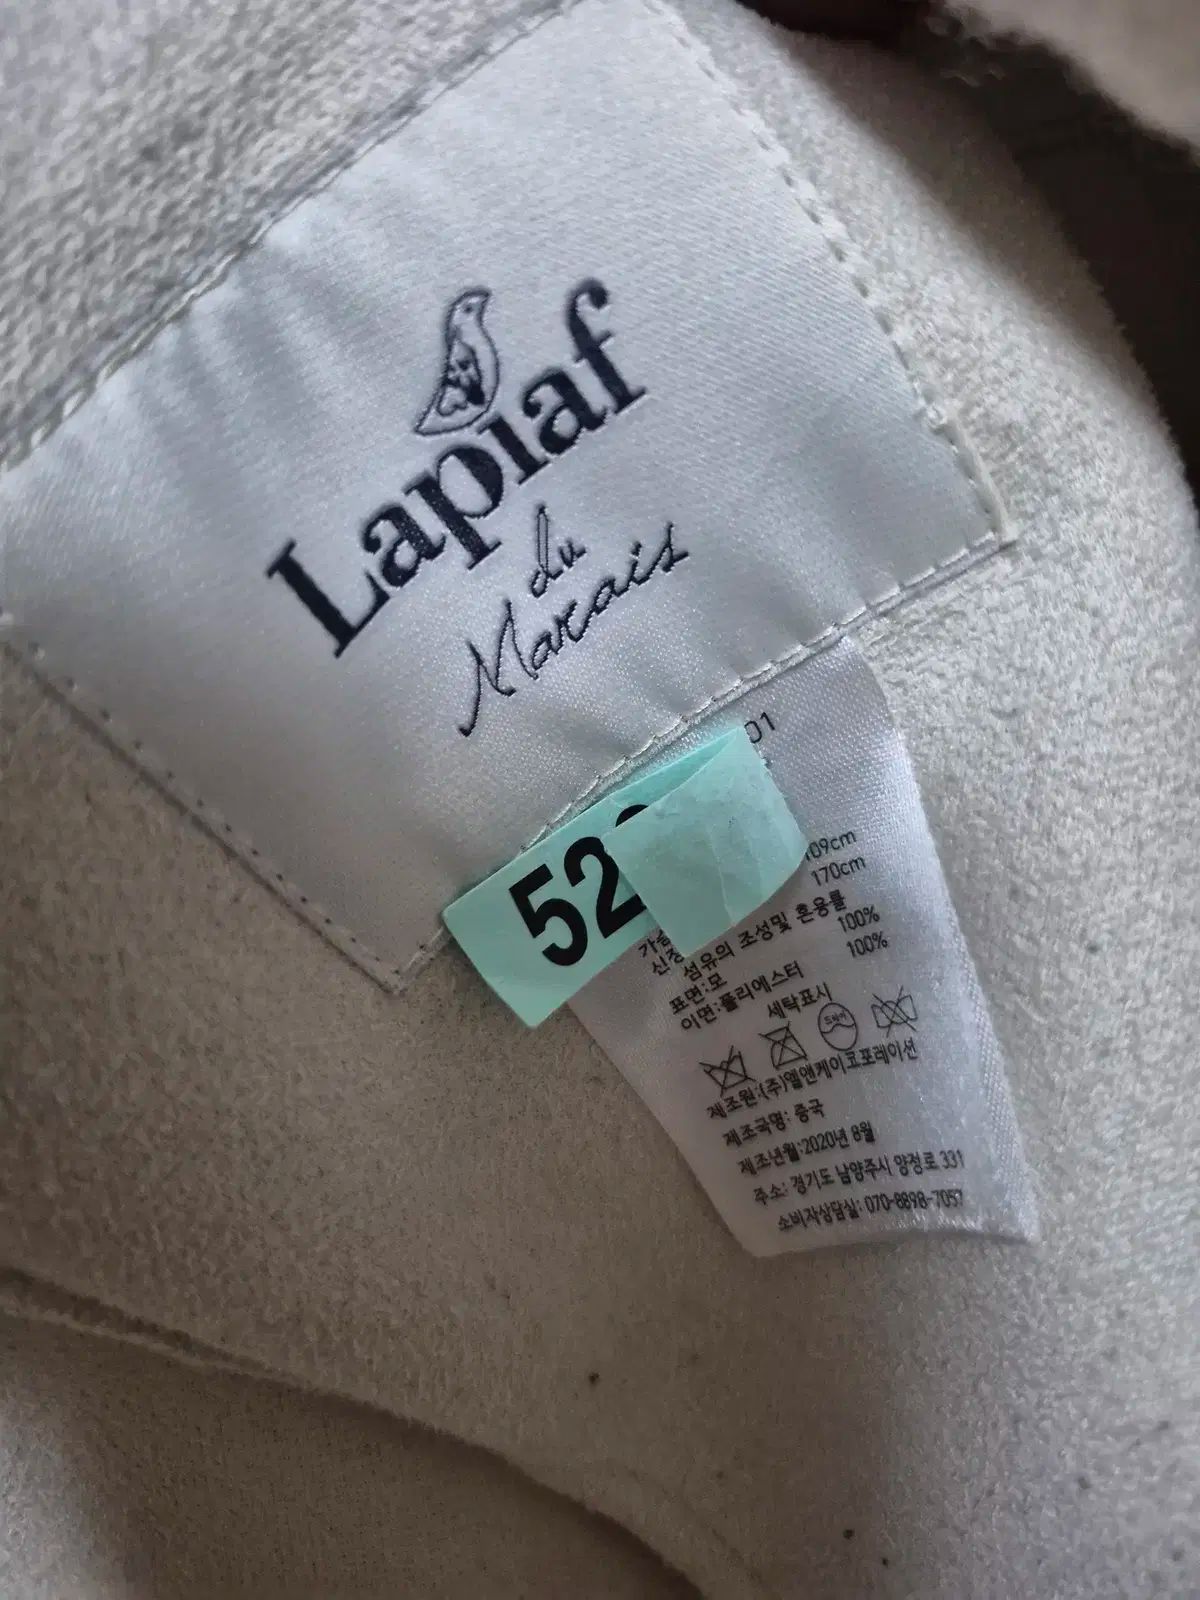 Lapiaf
du
Marais
01
52
109cm
170cm
섬유의 조성및 혼용률
표면:모 100%
이면:폴리에스터 100%
세탁표시
드라이
제조원:(주)엘앤케이코포레이션
제조국명: 중국
제조년월:2020년 8월
주소: 경기도 남양주시 양정로 331
소비자상담실: 070-8898-7057